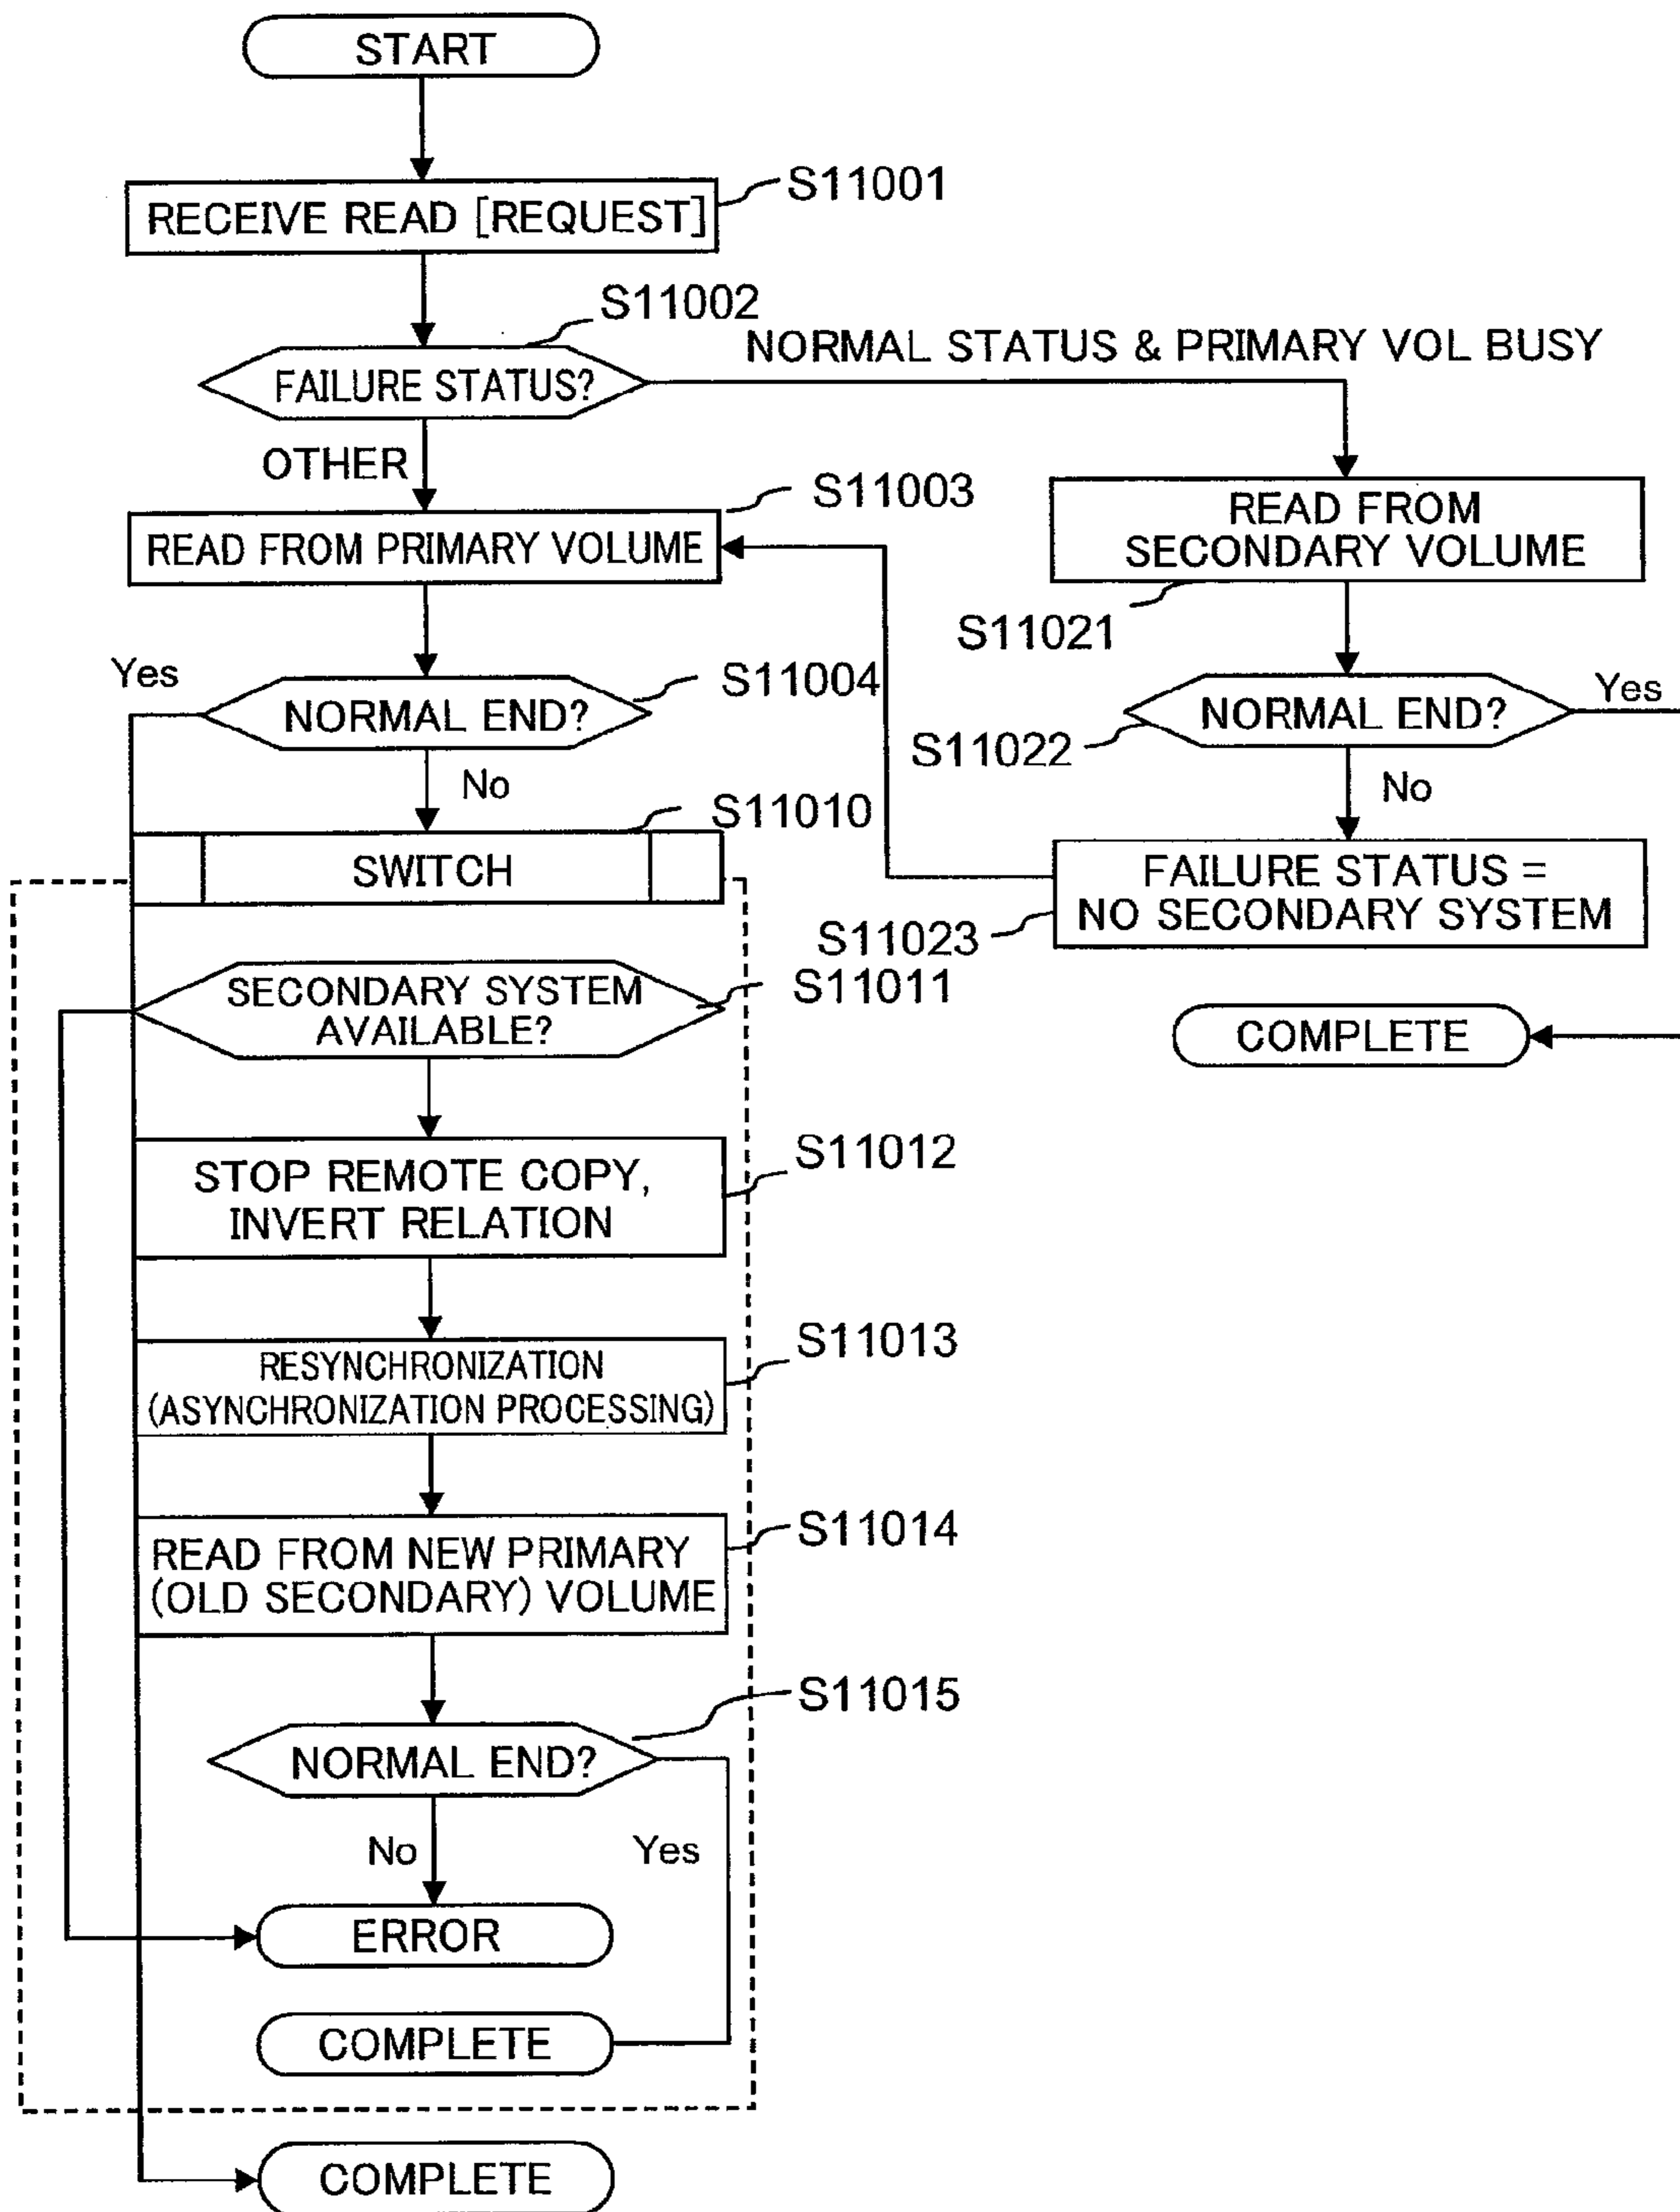 START
S11001
RECEIVE READ [REQUEST]
S11002
NORMAL STATUS & PRIMARY VOL BUSY
FAILURE STATUS?
OTHER
S11003
READ FROM PRIMARY VOLUME
READ FROM
SECONDARY VOLUME
S11021
Yes
S11004
NORMAL END?
Yes
NORMAL END?
S11022
No
No
S11010
SWITCH
FAILURE STATUS =
NO SECONDARY SYSTEM
S11023
SECONDARY SYSTEM
AVAILABLE?
S11011
COMPLETE
S11012
STOP REMOTE COPY,
INVERT RELATION
S11013
RESYNCHRONIZATION
(ASYNCHRONIZATION PROCESSING)
S11014
READ FROM NEW PRIMARY
(OLD SECONDARY) VOLUME
S11015
NORMAL END?
No
Yes
ERROR
COMPLETE
COMPLETE